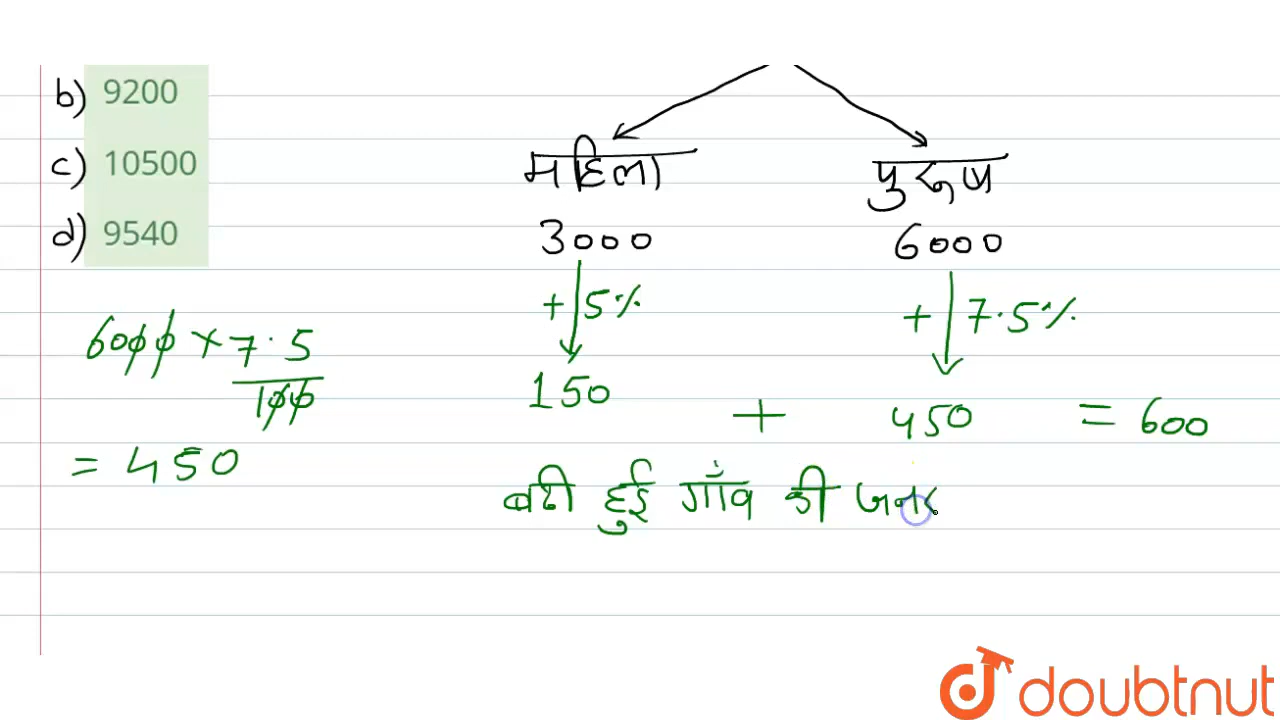 b) 9200
c) 10500
d) 9540
महिला पुरूष
3000 6000
+ 5% + 7.5%
6000 × 7.5
100
150 + 450 = 600
= 450
बढी हुई गाँव की
doubtnut